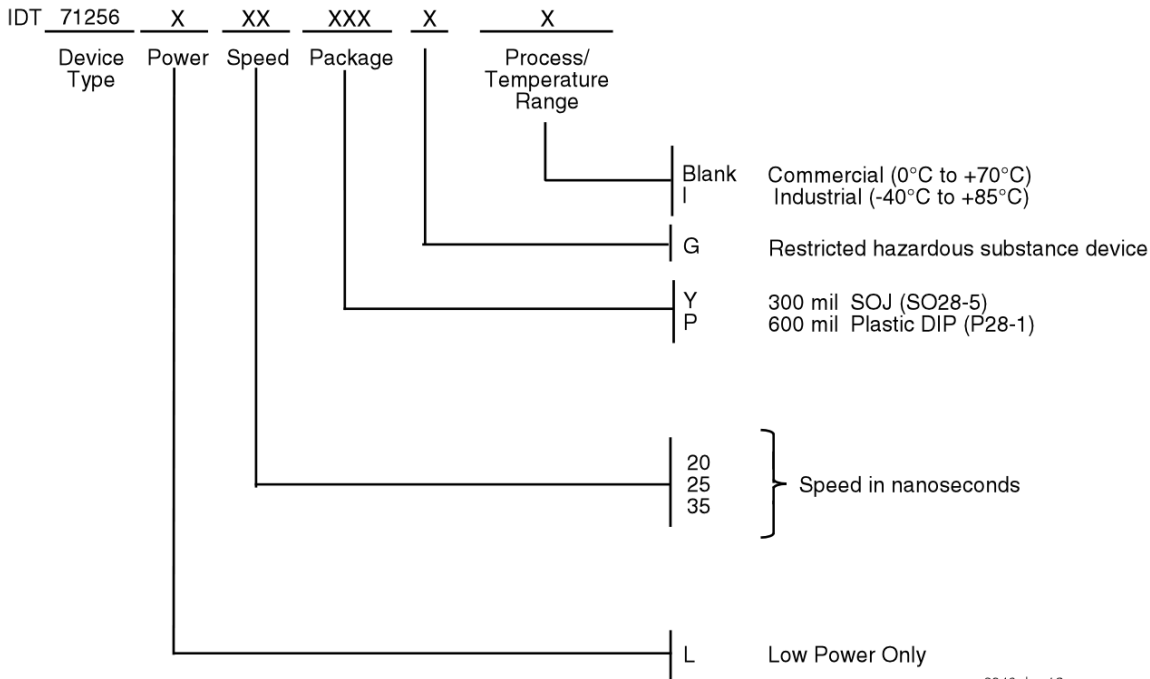 IDT 71256 X XX XXX X X
Device Type Power Speed Package Process/ Temperature Range
Blank Commercial (0°C to +70°C)
I Industrial (-40°C to +85°C)
G Restricted hazardous substance device
Y 300 mil SOJ (SO28-5)
P 600 mil Plastic DIP (P28-1)
20
25 Speed in nanoseconds
35
L Low Power Only